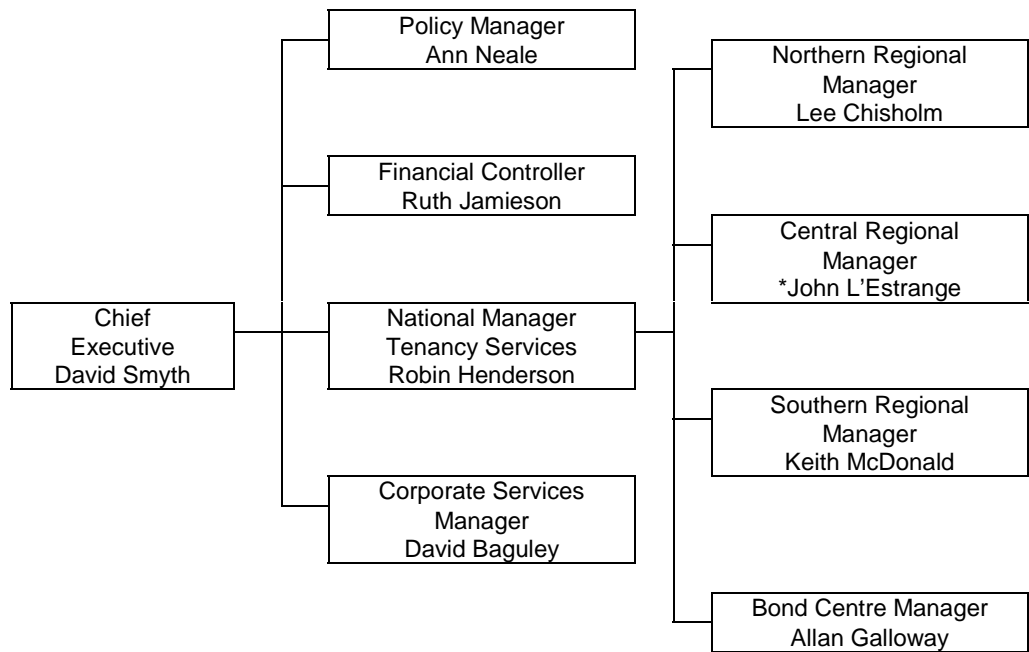 Policy Manager
Ann Neale
Northern Regional
Manager
Lee Chisholm
Financial Controller
Ruth Jamieson
Central Regional
Manager
*John L’Estrange
Chief
Executive
David Smyth
National Manager
Tenancy Services
Robin Henderson
Southern Regional
Manager
Keith McDonald
Corporate Services
Manager
David Baguley
Bond Centre Manager
Allan Galloway